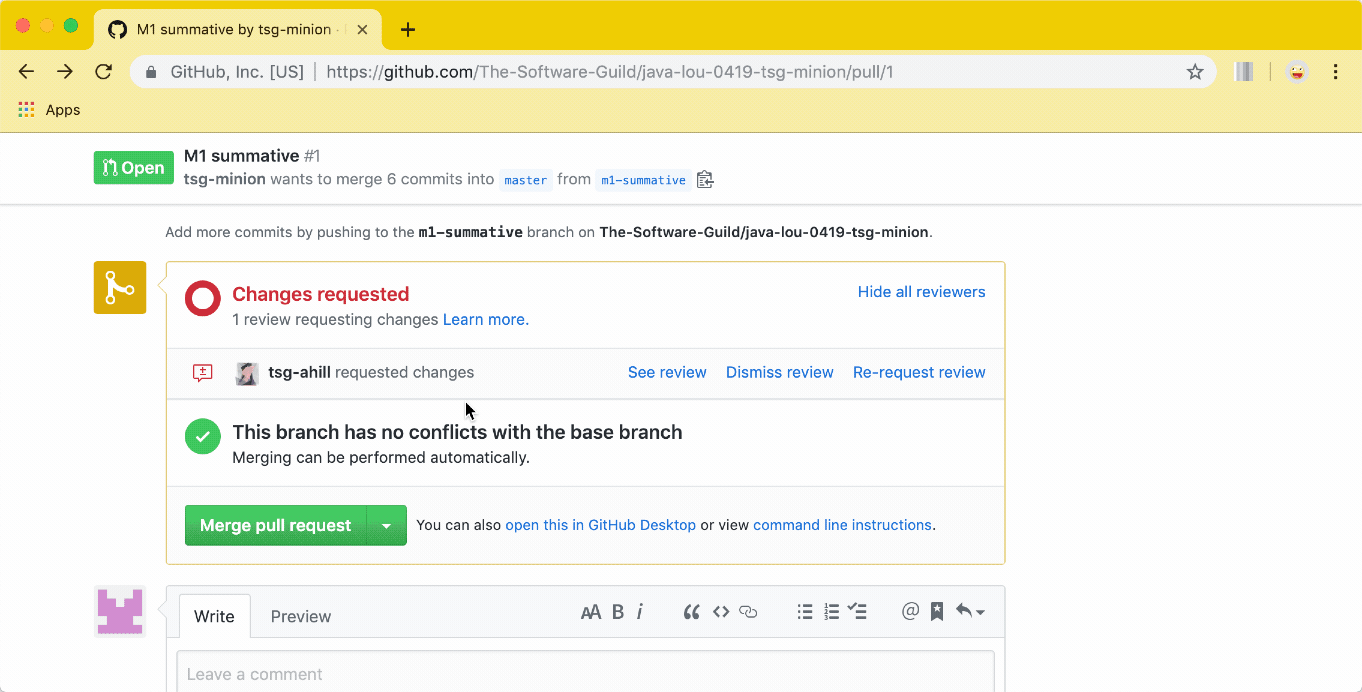 M1 summative by tsg-minion ·
GitHub, Inc. [US] | https://github.com/The-Software-Guild/java-lou-0419-tsg-minion/pull/1
Apps
Open
M1 summative #1
tsg-minion wants to merge 6 commits into master from m1-summative
Add more commits by pushing to the m1-summative branch on The-Software-Guild/java-lou-0419-tsg-minion.
Changes requested
Hide all reviewers
1 review requesting changes Learn more.
tsg-ahill requested changes
See review Dismiss review Re-request review
This branch has no conflicts with the base branch
Merging can be performed automatically.
Merge pull request
You can also open this in GitHub Desktop or view command line instructions.
Write Preview
AA B i
Leave a comment